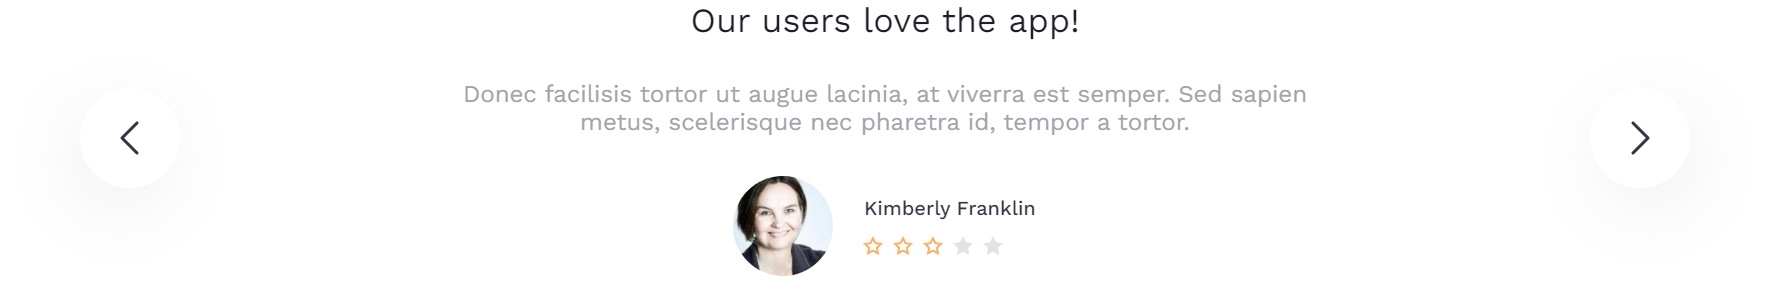 Our users love the app!
Donec facilisis tortor ut augue lacinia, at viverra est semper. Sed sapien
metus, scelerisque nec pharetra id, tempor a tortor.
Kimberly Franklin